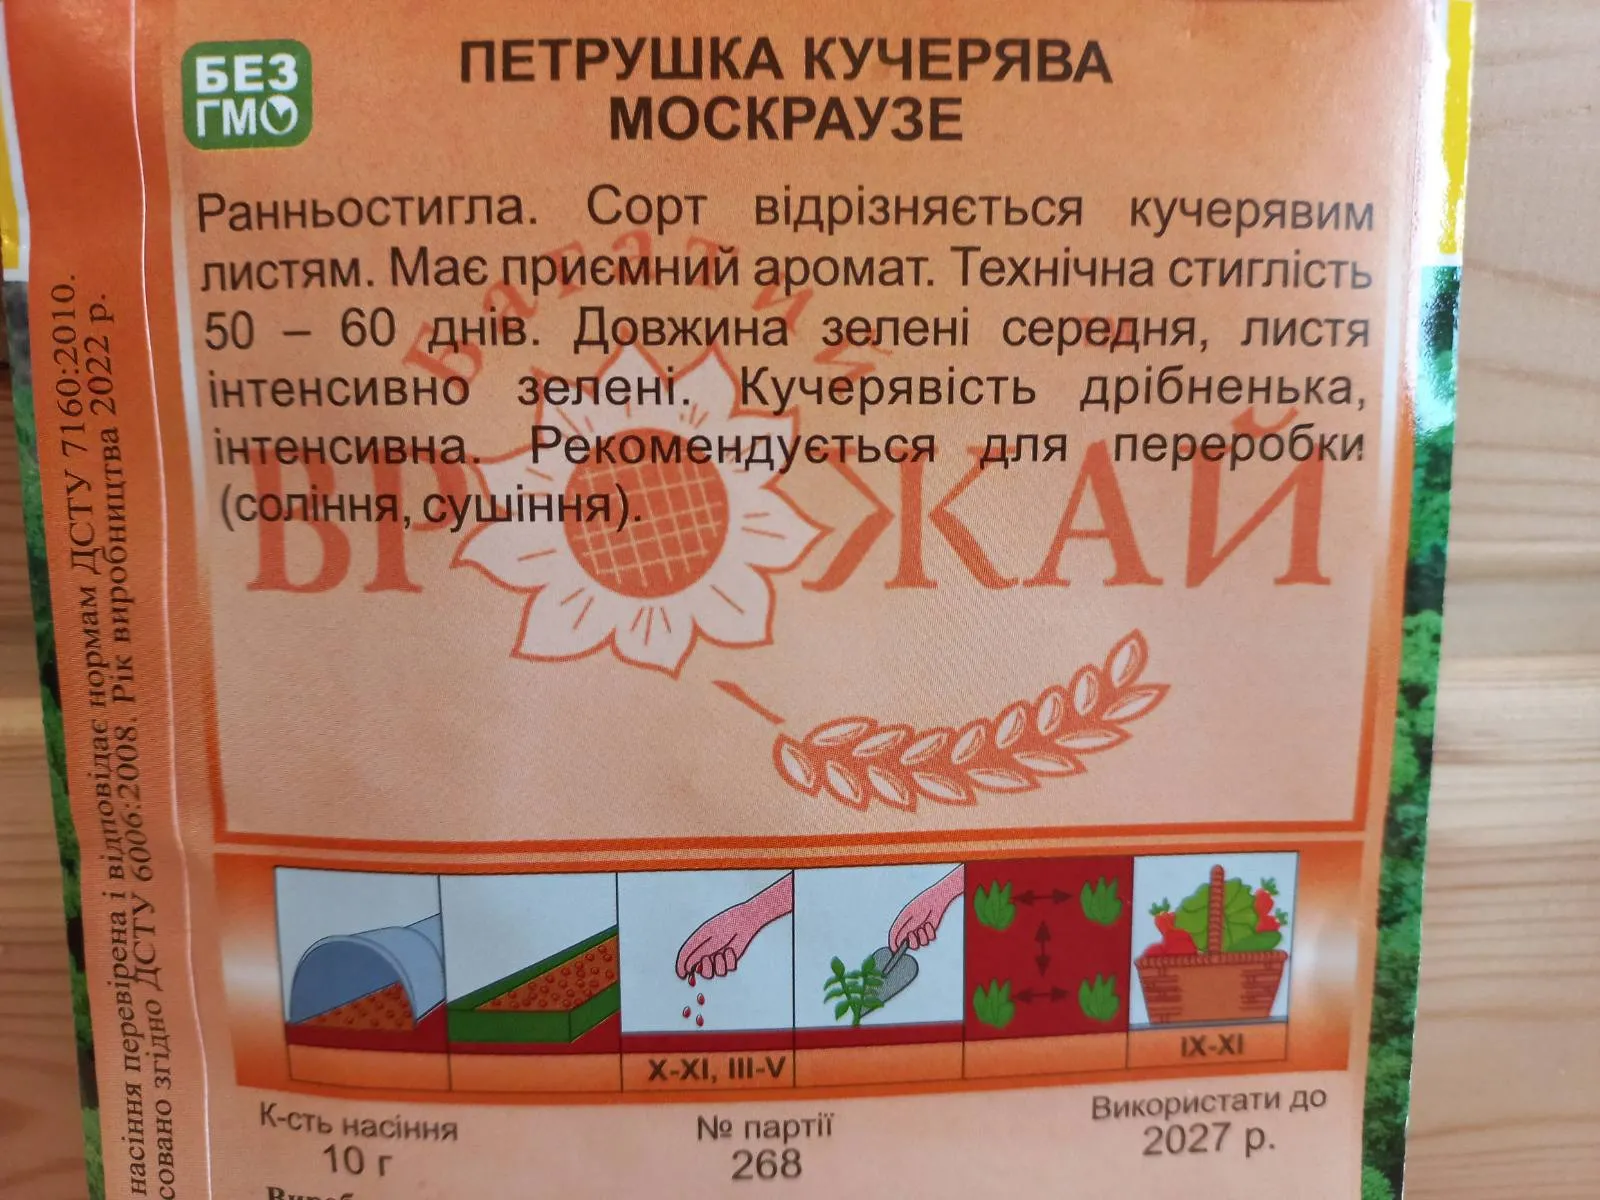 БЕЗ
ГМО
ПЕТРУШКА КУЧЕРЯВА
МОСКРАУЗЕ
Ранньостигла. Сорт відрізняється кучерявим
листям. Має приємний аромат. Технічна стиглість
50 – 60 днів. Довжина зелені середня, листя
інтенсивно зелені. Кучерявість дрібненька,
інтенсивна. Рекомендується для переробки
(соління, сушіння).
Багатий
ВРОЖАЙ
X-XI, III-V
IX-XI
К-сть насіння
10 г
№ партії
268
Використати до
2027 р.
насіння перевірена і відповідає нормам ДСТУ 7160:2010.
совано згідно ДСТУ 6006:2008. Рік виробництва 2022 р.